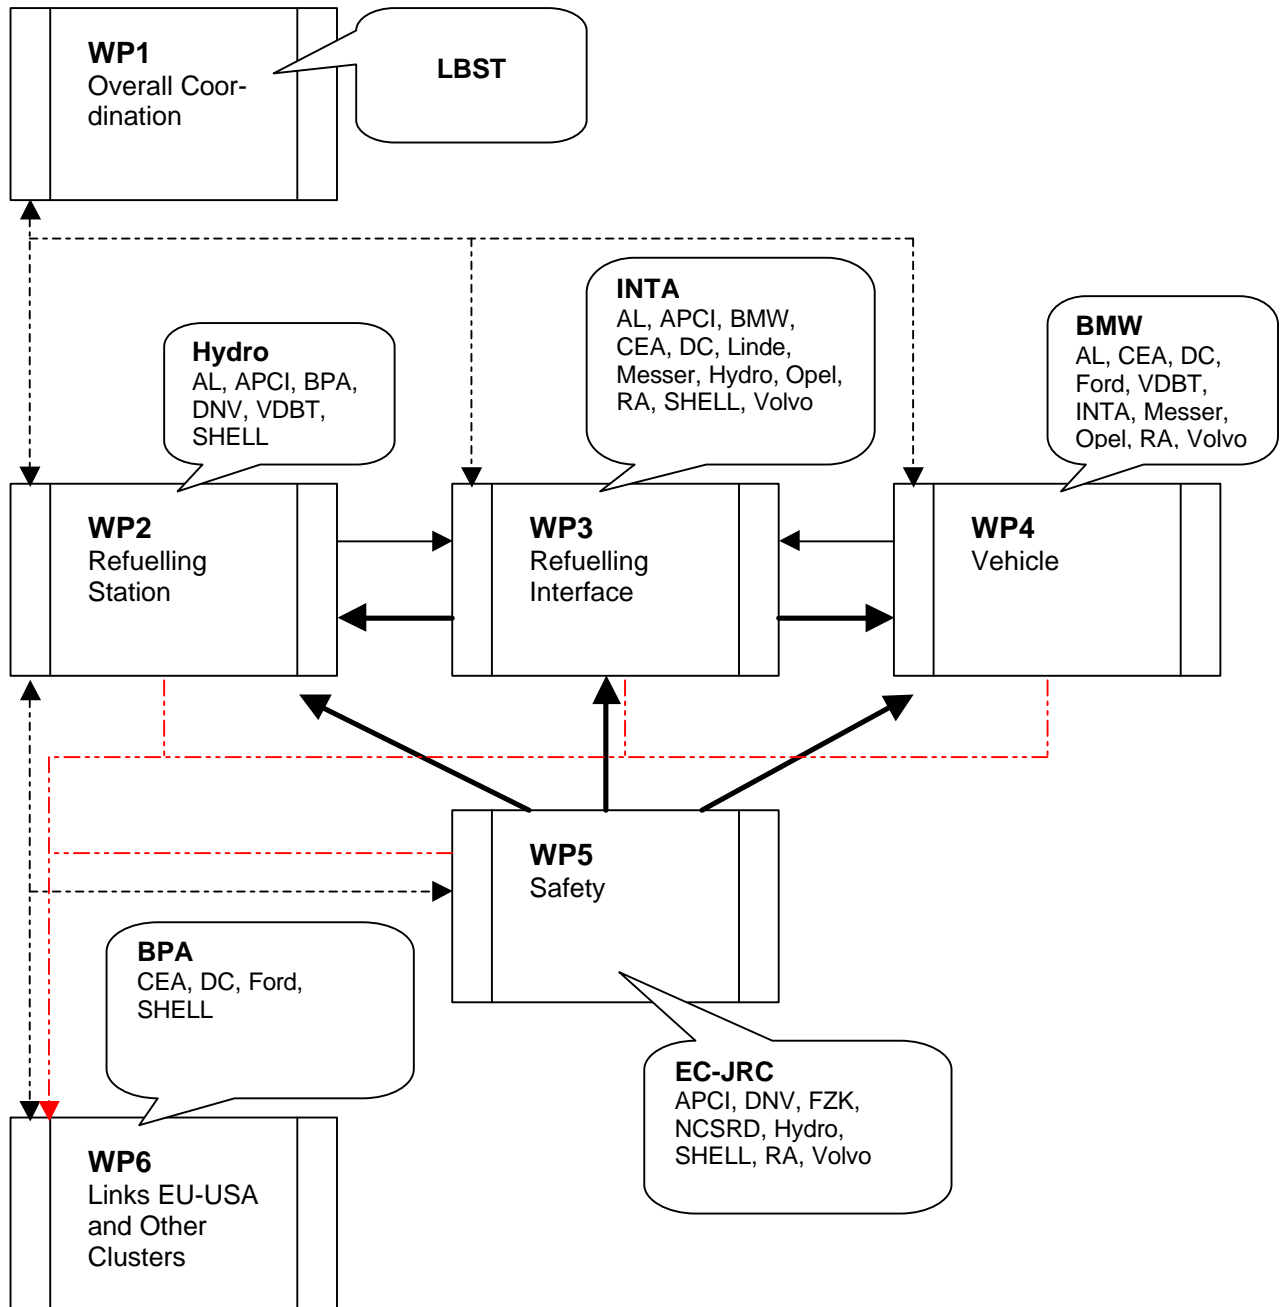 WP1
Overall Coor-
dination
LBST
Hydro
AL, APCI, BPA,
DNV, VDBT,
SHELL
INTA
AL, APCI, BMW,
CEA, DC, Linde,
Messer, Hydro, Opel,
RA, SHELL, Volvo
BMW
AL, CEA, DC,
Ford, VDBT,
INTA, Messer,
Opel, RA, Volvo
WP2
Refuelling
Station
WP3
Refuelling
Interface
WP4
Vehicle
WP5
Safety
BPA
CEA, DC, Ford,
SHELL
EC-JRC
APCI, DNV, FZK,
NCSRD, Hydro,
SHELL, RA, Volvo
WP6
Links EU-USA
and Other
Clusters